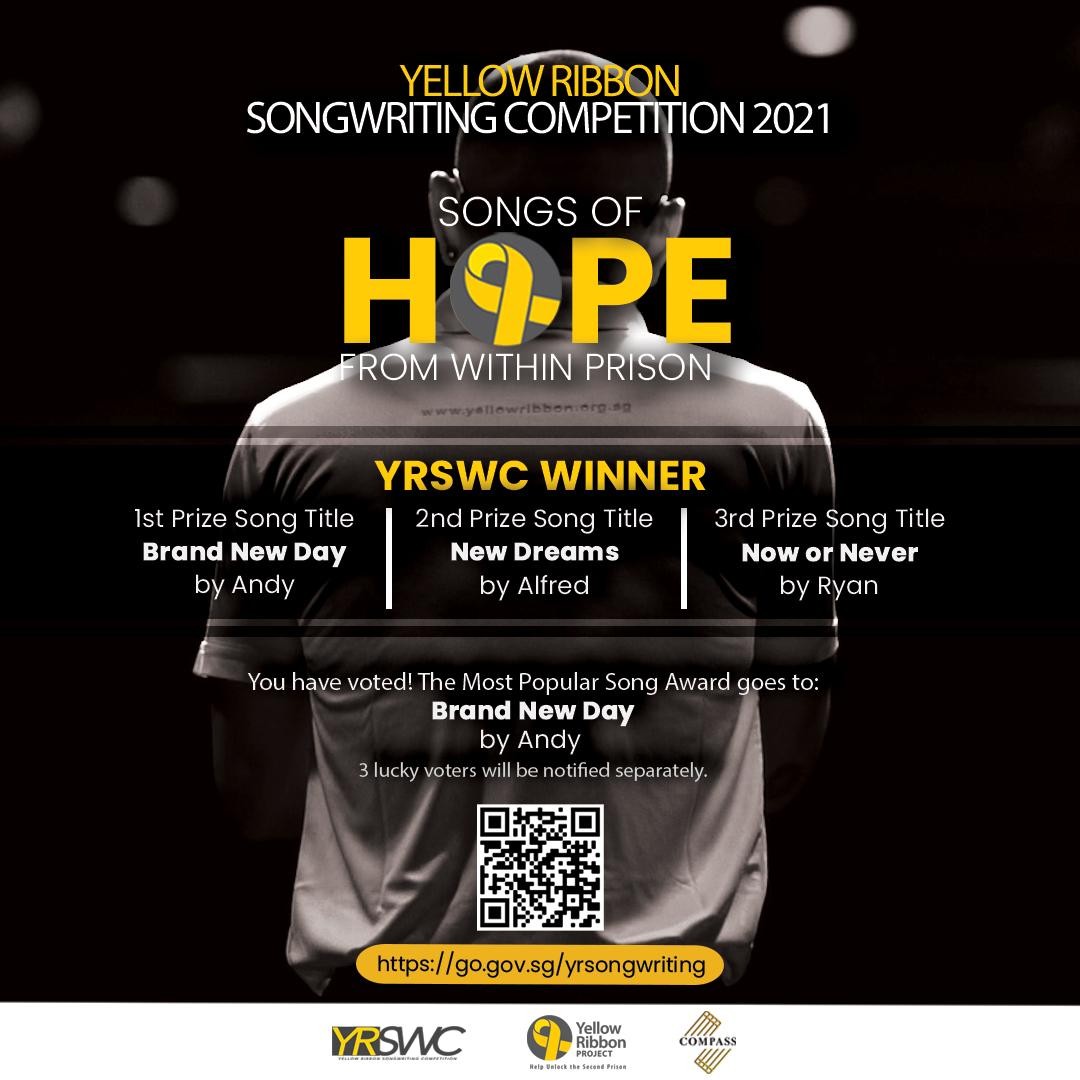 YELLOW RIBBON
SONGWRITING COMPETITION 2021
SONGS OF
HOPE
FROM WITHIN PRISON
www.yellowribbon.org.sg
YRSWC WINNER
1st Prize Song Title
Brand New Day
by Andy
2nd Prize Song Title
New Dreams
by Alfred
3rd Prize Song Title
Now or Never
by Ryan
You have voted! The Most Popular Song Award goes to:
Brand New Day
by Andy
3 lucky voters will be notified separately.
https://go.gov.sg/yrsongwriting
YRSWC
YELLOW RIBBON SONGWRITING COMPETITION
Yellow
Ribbon
PROJECT
Help Unlock the Second Prison
COMPASS